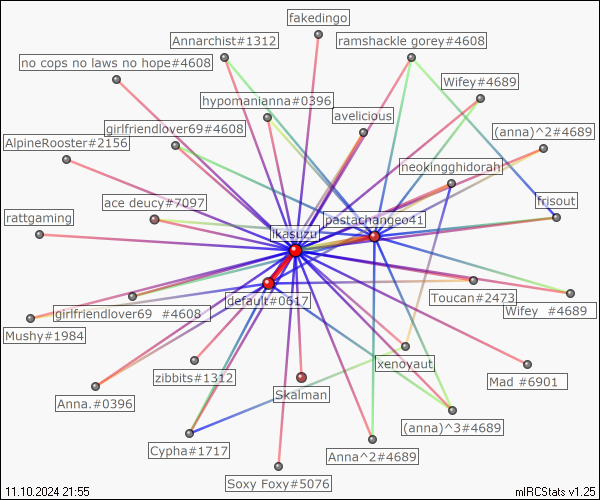 fakedingo
Annarchist#1312
ramshackle gorey#4608
no cops no laws no hope#4608
Wifey#4689
hypomanianna#0396
avelicious
girlfriendlover69#4608
(anna)^2#4689
AlpineRooster#2156
neokingghidorah
ace deucy#7097
frisout
rattgaming
pastachangeo41
Ikasuzu
default#0617
Toucan#2473
girlfriendlover69 #4608
Wifey #4689
Mushy#1984
xenoyaut
zibbits#1312
Mad #6901
Skalman
Anna.#0396
(anna)^3#4689
Cypha#1717
Anna^2#4689
Soxy Foxy#5076
11.10.2024 21:55
mIRCStats v1.25